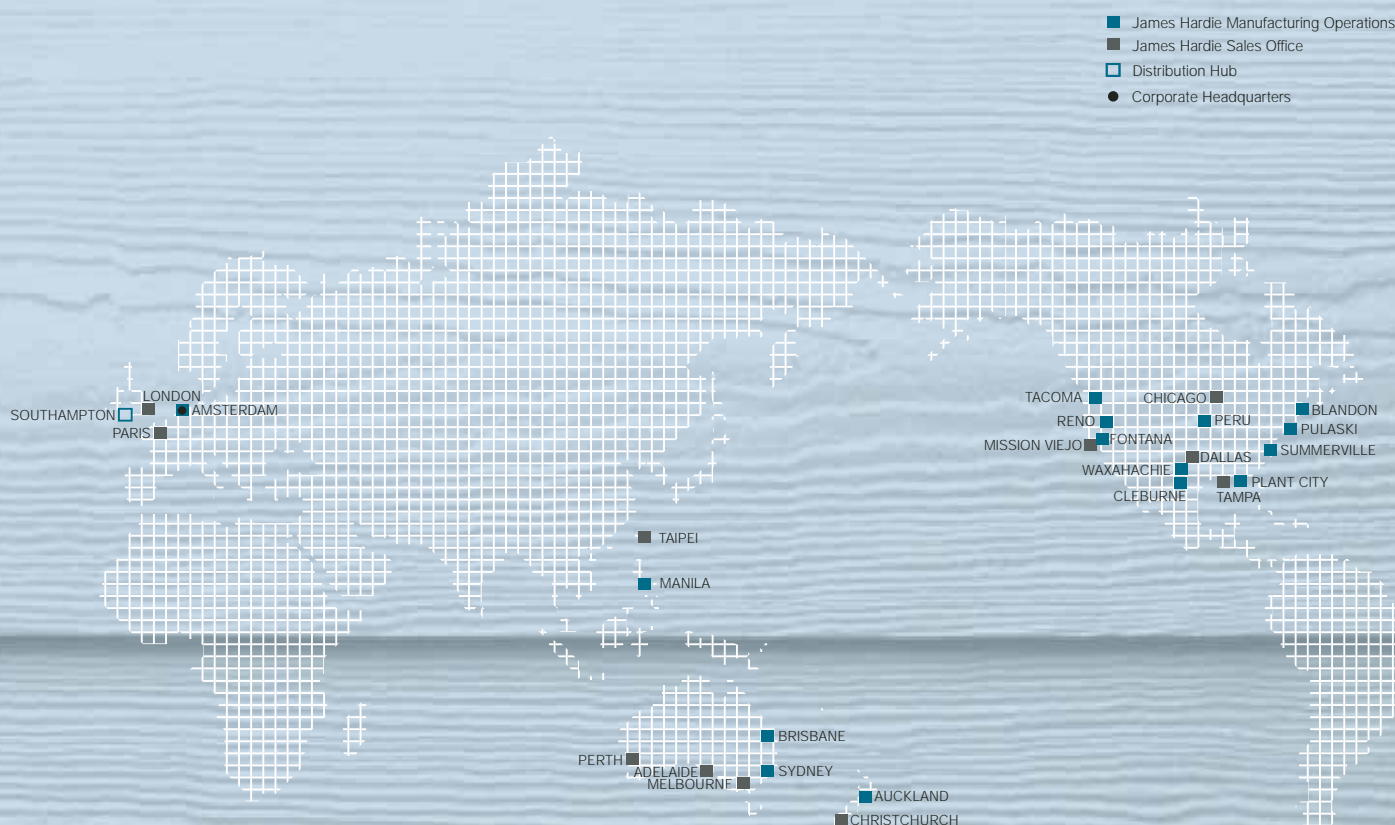 James Hardie Manufacturing Operations
James Hardie Sales Office
Distribution Hub
Corporate Headquarters
LONDON
SOUTHAMPTON
AMSTERDAM
PARIS
TACOMA
CHICAGO
BLANDON
RENO
PERU
PULASKI
MISSION VIEJO
FONTANA
SUMMERVILLE
DALLAS
WAXAHACHIE
PLANT CITY
CLEBURNE
TAMPA
TAIPEI
MANILA
BRISBANE
PERTH
ADELAIDE
SYDNEY
MELBOURNE
AUCKLAND
CHRISTCHURCH